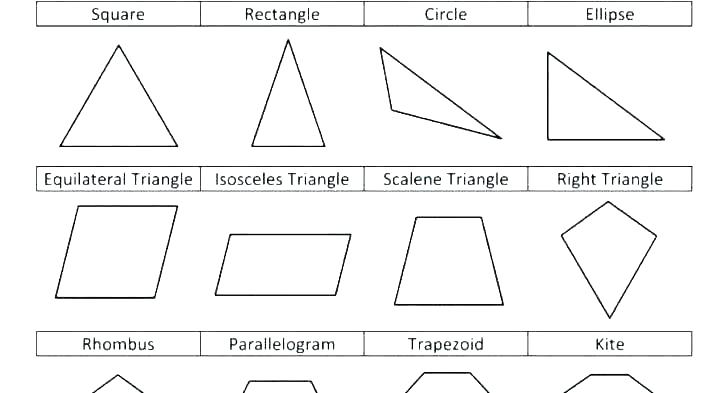 Square Rectangle Circle Ellipse
Equilateral Triangle Isosceles Triangle Scalene Triangle Right Triangle
Rhombus Parallelogram Trapezoid Kite